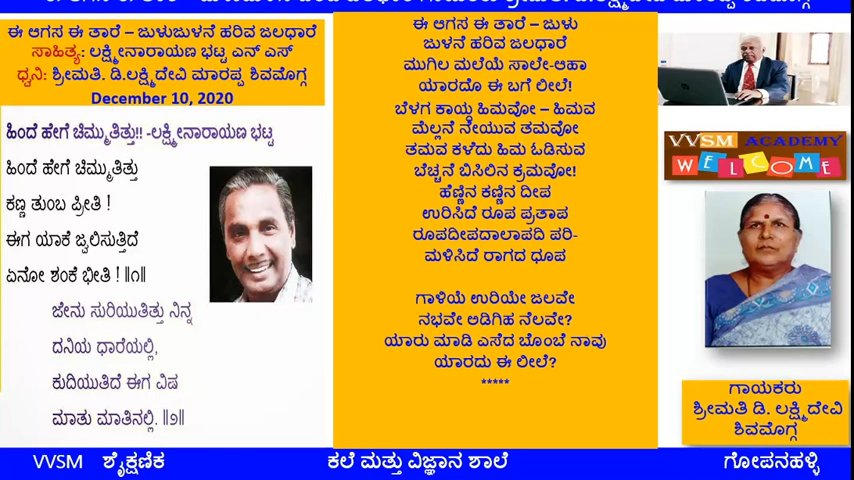 ಈ ಆಗಸ ಈ ತಾರೆ – ಜುಳುಜುಳನೆ ಹರಿವ ಜಲಧಾರೆ
ಸಾಹಿತ್ಯ: ಲಕ್ಷ್ಮೀನಾರಾಯಣ ಭಟ್ಟ ಎನ್ ಎಸ್
ಧ್ವನಿ: ಶ್ರೀಮತಿ. ಡಿ.ಲಕ್ಷ್ಮಿದೇವಿ ಮಾರಪ್ಪ ಶಿವಮೊಗ್ಗ
December 10, 2020
ಹಿಂದೆ ಹೇಗೆ ಚಿಮ್ಮುತಿತ್ತು!! -ಲಕ್ಷ್ಮೀನಾರಾಯಣ ಭಟ್ಟ
ಹಿಂದೆ ಹೇಗೆ ಚಿಮ್ಮುತಿತ್ತು
ಕಣ್ಣ ತುಂಬ ಪ್ರೀತಿ !
ಈಗ ಯಾಕೆ ಜ್ವಲಿಸುತ್ತಿದೆ
ಏನೋ ಶಂಕೆ ಭೀತಿ ! ॥೧॥
ಜೇನು ಸುರಿಯುತಿತ್ತು ನಿನ್ನ
ದನಿಯ ಧಾರೆಯಲ್ಲಿ,
ಕುದಿಯುತಿದೆ ಈಗ ವಿಷ
ಮಾತು ಮಾತಿನಲ್ಲಿ. ॥೨॥
ಈ ಆಗಸ ಈ ತಾರೆ – ಜುಳು
ಜುಳನೆ ಹರಿವ ಜಲಧಾರೆ
ಮುಗಿಲ ಮಲೆಯೆ ಸಾಲೇ-ಆಹಾ
ಯಾರದೊ ಈ ಬಗೆ ಲೀಲೆ!
ಬೆಳಗ ಕಾಯ್ದ ಹಿಮವೋ – ಹಿಮವ
ಮೆಲ್ಲನೆ ನೇಯುವ ತಮವೋ
ತಮವ ಕಳೆದು ಹಿಮ ಓಡಿಸುವ
ಬೆಚ್ಚನೆ ಬಿಸಿಲಿನ ಕ್ರಮವೋ!
ಹೆಣ್ಣಿನ ಕಣ್ಣಿನ ದೀಪ
ಉರಿಸಿದೆ ರೂಪ ಪ್ರತಾಪ
ರೂಪದೀಪದಾಲಾಪದಿ ಪರಿ-
ಮಳಿಸಿದೆ ರಾಗದ ಧೂಪ
ಗಾಳಿಯೆ ಉರಿಯೇ ಜಲವೇ
ನಭವೇ ಅಡಿಗಿಹ ನೆಲವೇ?
ಯಾರು ಮಾಡಿ ಎಸೆದ ಬೊಂಬೆ ನಾವು
ಯಾರದು ಈ ಲೀಲೆ?
*****
VVSM ACADEMY
WELCOME
ಗಾಯಕರು
ಶ್ರೀಮತಿ ಡಿ. ಲಕ್ಷ್ಮಿದೇವಿ
ಶಿವಮೊಗ್ಗ
VVSM ಶೈಕ್ಷಣಿಕ ಕಲೆ ಮತ್ತು ವಿಜ್ಞಾನ ಶಾಲೆ ಗೋಪನಹಳ್ಳಿ